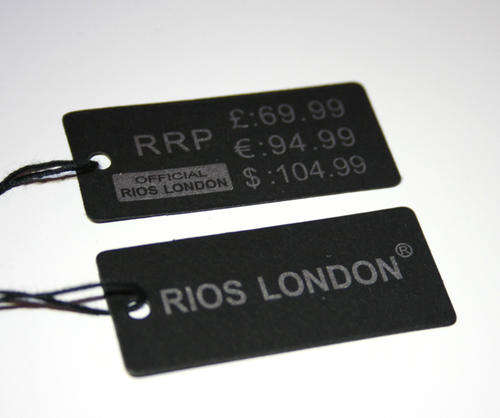 RRP
£:69.99
€:94.99
$:104.99
OFFICIAL
RIOS LONDON
RIOS LONDON®